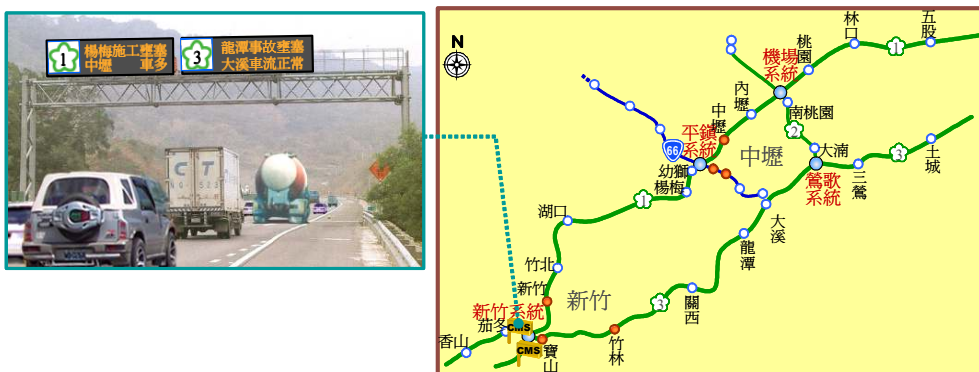 1
楊梅施工壅塞
中壢 車多
3
龍潭事故壅塞
大溪車流正常
CT
N
五股
林口
1
桃園
機場
系統
南桃園
內壢
2
中壢
平鎮
系統
66
中壢
大湳
3
土城
三鶯
鶯歌
系統
幼獅
楊梅
1
湖口
大溪
龍潭
竹北
新竹
新竹
關西
3
新竹系統
茄苳
CMS
CMS
香山
寶山
竹林